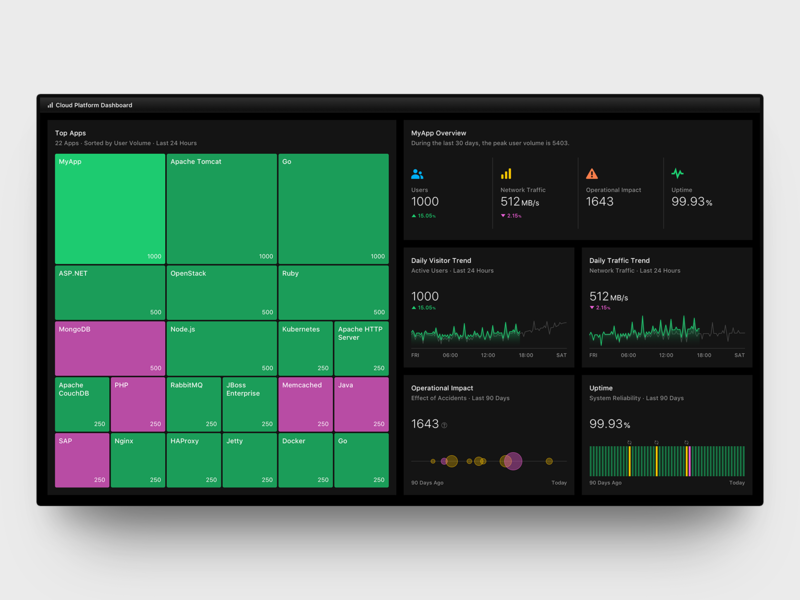 Cloud Platform Dashboard
Top Apps
22 Apps · Sorted by User Volume · Last 24 Hours
MyApp
1000
Apache Tomcat
1000
Go
1000
ASP.NET
500
OpenStack
500
Ruby
500
MongoDB
500
Node.js
500
Kubernetes
250
Apache HTTP
Server
250
Apache
CouchDB
250
PHP
250
RabbitMQ
250
JBoss
Enterprise
250
Memcached
250
Java
250
SAP
250
Nginx
250
HAProxy
250
Jetty
250
Docker
250
Go
250
MyApp Overview
During the last 30 days, the peak user volume is 5403.
Users
1000
▲ 15.05%
Network Traffic
512 MB/s
▼ 2.15%
Operational Impact
1643
Uptime
99.93%
Daily Visitor Trend
Active Users · Last 24 Hours
1000
▲ 15.05%
FRI 06:00 12:00 18:00 SAT
Daily Traffic Trend
Network Traffic · Last 24 Hours
512 MB/s
▼ 2.15%
FRI 06:00 12:00 18:00 SAT
Operational Impact
Effect of Accidents · Last 90 Days
1643
90 Days Ago Today
Uptime
System Reliability · Last 90 Days
99.93%
90 Days Ago Today